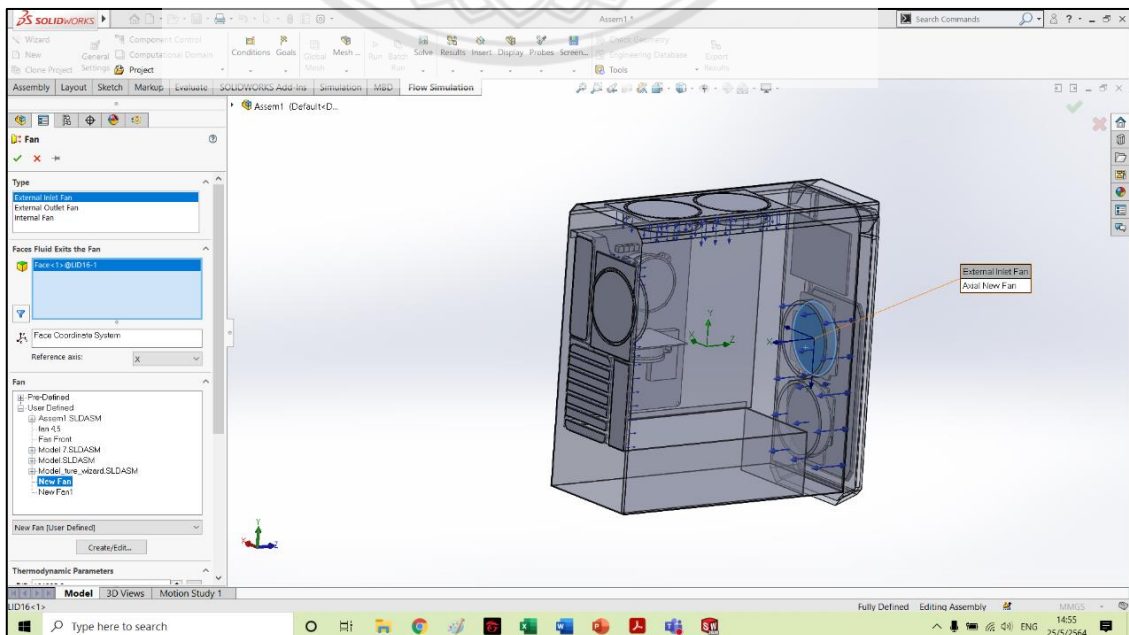 SOLIDWORKS
Assem1 *
Search Commands
Wizard
New
Clone Project
General Settings
Component Control
Computational Domain
Project
Conditions
Goals
Global Mesh
Mesh ...
Run
Batch Run
Solve
Results
Insert
Display
Probes
Screen...
Check Geometry
Engineering Database
Tools
Export Results
Assembly
Layout
Sketch
Markup
Evaluate
SOLIDWORKS Add-Ins
Simulation
MBD
Flow Simulation
Assem1 (Default<D...
Fan
Type
External Inlet Fan
External Outlet Fan
Internal Fan
Faces Fluid Exits the Fan
Face<1>@LID16-1
Face Coordinate System
Reference axis:
X
Fan
Pre-Defined
User Defined
Assem1.SLDASM
fan 4.5
Fan Front
Model 7.SLDASM
Model.SLDASM
Model_ture_wizard.SLDASM
New Fan
New Fan1
New Fan [User Defined]
Create/Edit...
Thermodynamic Parameters
External Inlet Fan
Axial New Fan
Y
X
Z
X
Y
X
Z
Model
3D Views
Motion Study 1
LID16<1>
Fully Defined
Editing Assembly
MMGS
Type here to search
ENG
14:55
25/5/2564